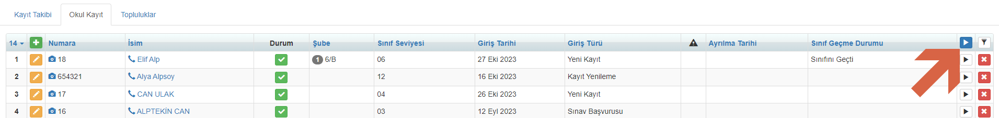 Kayıt Takibi Okul Kayıt Topluluklar
14 Numara İsim Durum Şube Sınıf Seviyesi Giriş Tarihi Giriş Türü Ayrılma Tarihi Sınıf Geçme Durumu
1 18 Elif Alp 1 6/B 06 27 Eki 2023 Yeni Kayıt Sınıfını Geçti
2 654321 Alya Alpsoy 12 16 Eki 2023 Kayıt Yenileme
3 17 CAN ULAK 04 26 Eki 2023 Yeni Kayıt
4 16 ALPTEKİN CAN 03 12 Eyl 2023 Sınav Başvurusu